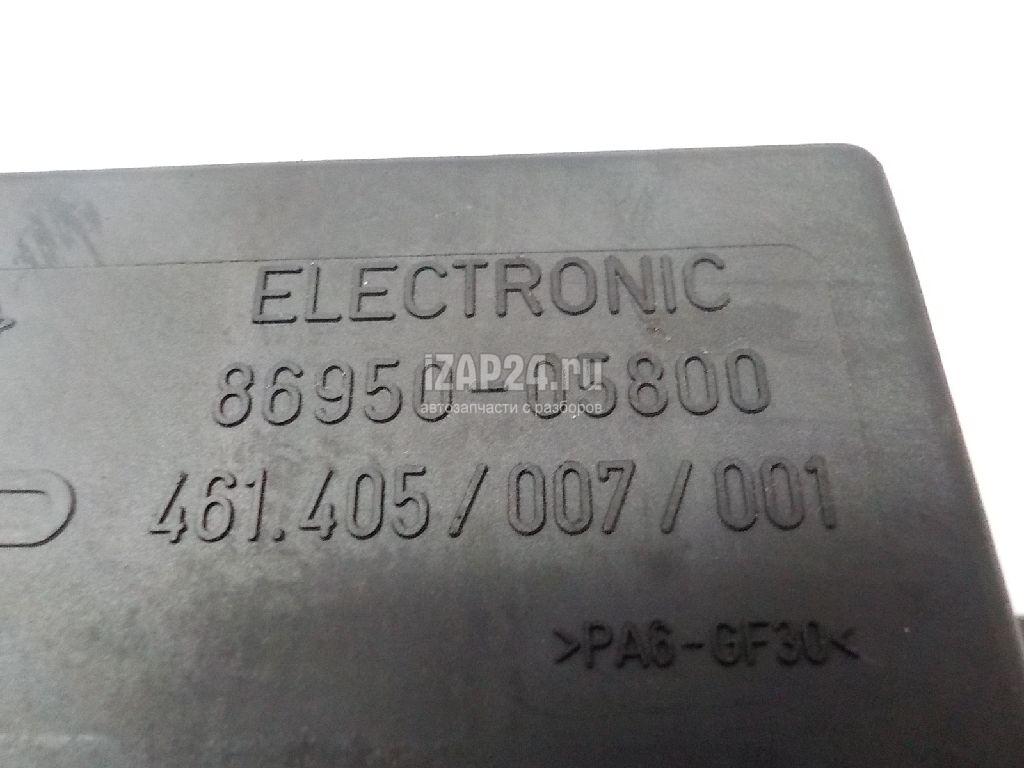 ELECTRONIC
86950-05800
iZAP24.ru
автозапчасти с разборов
461.405/007/001
>PA6-GF30<